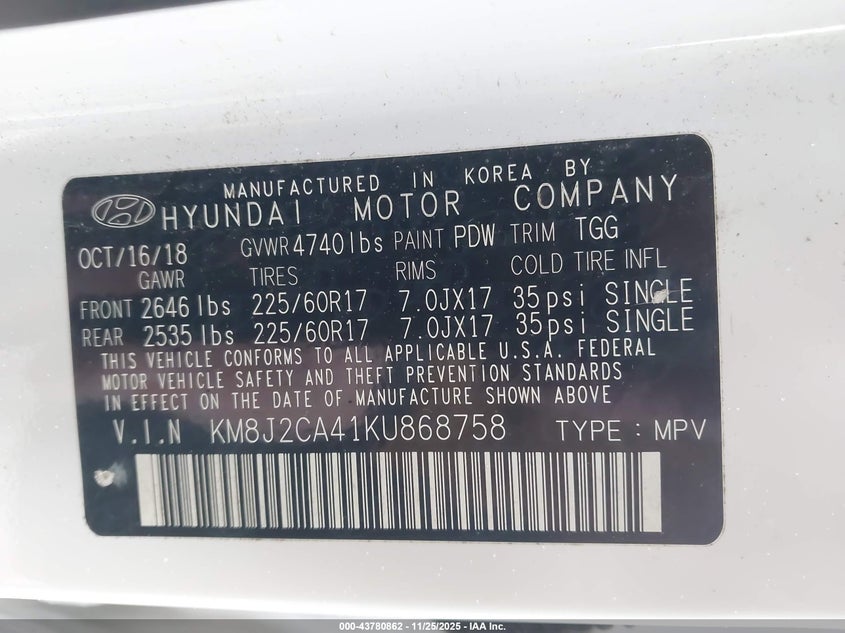 MANUFACTURED IN KOREA BY
HYUNDAI MOTOR COMPANY
OCT/16/18 GVWR 4740lbs PAINT PDW TRIM TGG
GAWR TIRES RIMS COLD TIRE INFL
FRONT 2646 lbs 225/60R17 7.0JX17 35psi SINGLE
REAR 2535 lbs 225/60R17 7.0JX17 35psi SINGLE
THIS VEHICLE CONFORMS TO ALL APPLICABLE U.S.A. FEDERAL
MOTOR VEHICLE SAFETY AND THEFT PREVENTION STANDARDS
IN EFFECT ON THE DATE OF MANUFACTURE SHOWN ABOVE
V.I.N KM8J2CA41KU868758 TYPE : MPV
000-43780862 - 11/25/2025 - IAA Inc.